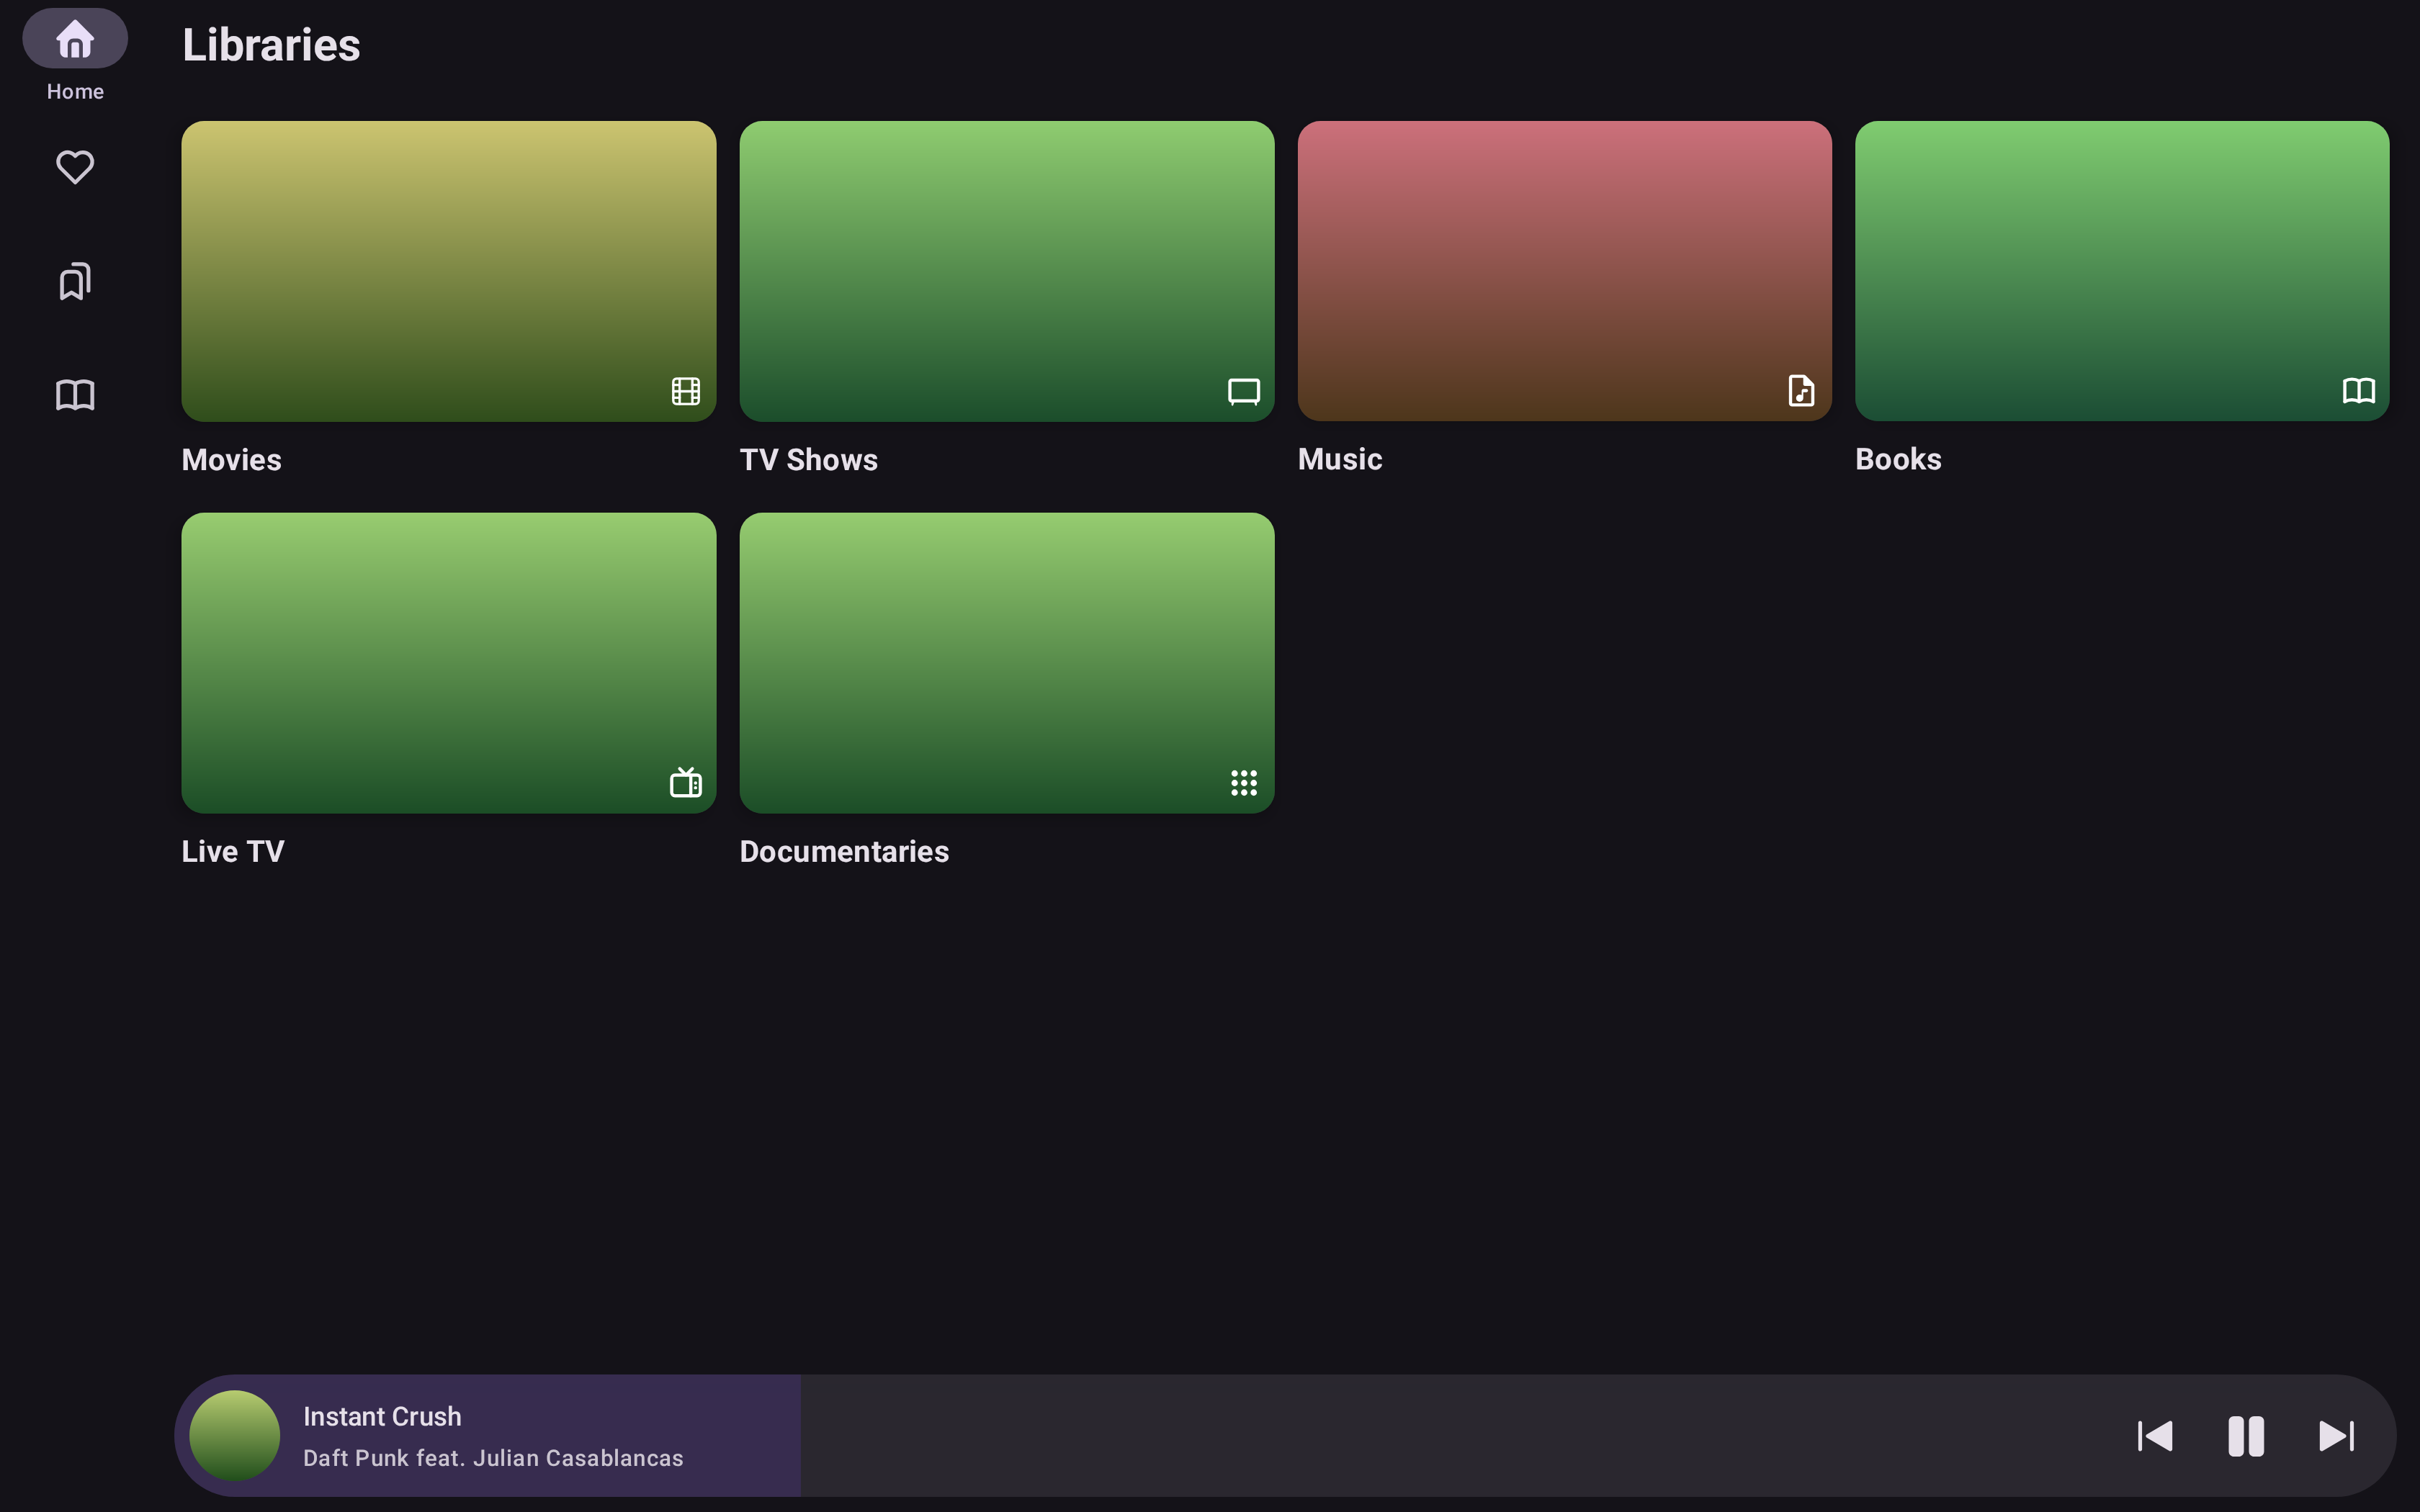 Libraries
Home
Movies
TV Shows
Music
Books
Live TV
Documentaries
Instant Crush
Daft Punk feat. Julian Casablancas